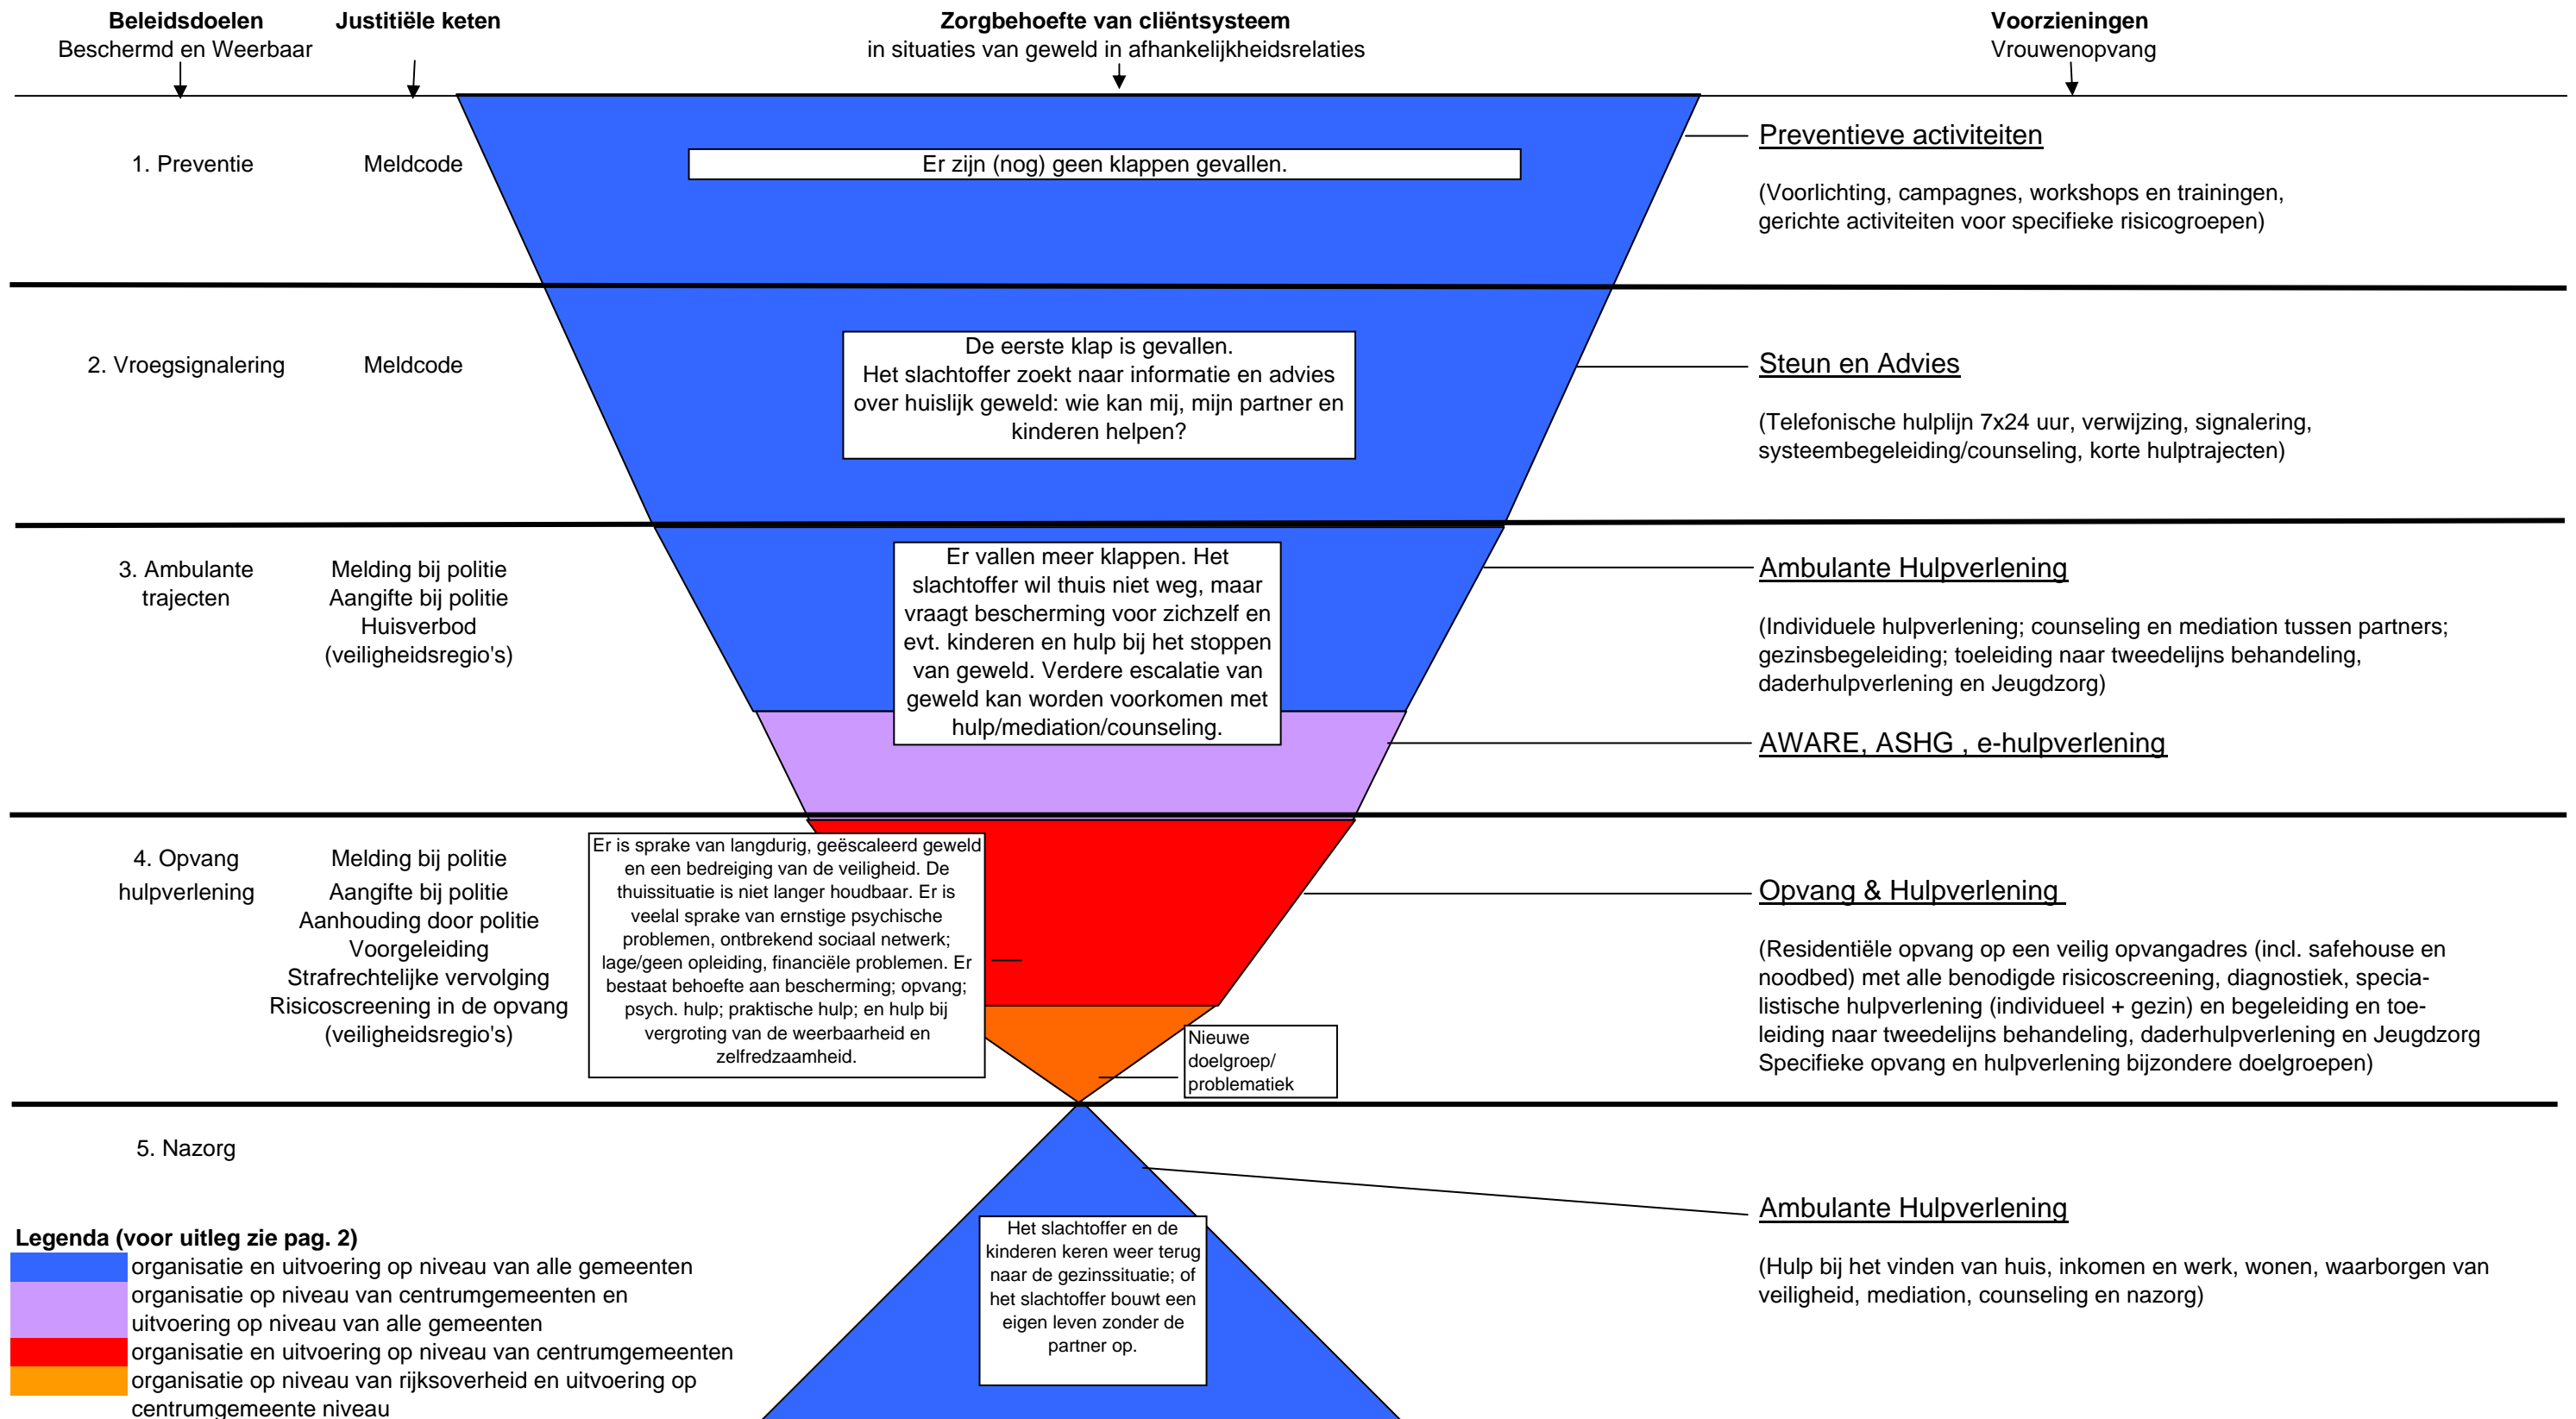 Beleidsdoelen
Beschermd en Weerbaar
Justitiële keten
Zorgbehoefte van cliëntsysteem
in situaties van geweld in afhankelijkheidsrelaties
Voorzieningen
Vrouwenopvang
1. Preventie
Meldcode
Er zijn (nog) geen klappen gevallen.
Preventieve activiteiten
(Voorlichting, campagnes, workshops en trainingen,
gerichte activiteiten voor specifieke risicogroepen)
2. Vroegsignalering
Meldcode
De eerste klap is gevallen.
Het slachtoffer zoekt naar informatie en advies
over huislijk geweld: wie kan mij, mijn partner en
kinderen helpen?
Steun en Advies
(Telefonische hulplijn 7x24 uur, verwijzing, signalering,
systeembegeleiding/counseling, korte hulptrajecten)
3. Ambulante
trajecten
Melding bij politie
Aangifte bij politie
Huisverbod
(veiligheidsregio's)
Er vallen meer klappen. Het
slachtoffer wil thuis niet weg, maar
vraagt bescherming voor zichzelf en
evt. kinderen en hulp bij het stoppen
van geweld. Verdere escalatie van
geweld kan worden voorkomen met
hulp/mediation/counseling.
Ambulante Hulpverlening
(Individuele hulpverlening; counseling en mediation tussen partners;
gezinsbegeleiding; toeleiding naar tweedelijns behandeling,
daderhulpverlening en Jeugdzorg)
AWARE, ASHG , e-hulpverlening
4. Opvang
hulpverlening
Melding bij politie
Aangifte bij politie
Aanhouding door politie
Voorgeleiding
Strafrechtelijke vervolging
Risicoscreening in de opvang
(veiligheidsregio's)
Er is sprake van langdurig, geëscaleerd geweld
en een bedreiging van de veiligheid. De
thuissituatie is niet langer houdbaar. Er is
veelal sprake van ernstige psychische
problemen, ontbrekend sociaal netwerk;
lage/geen opleiding, financiële problemen. Er
bestaat behoefte aan bescherming; opvang;
psych. hulp; praktische hulp; en hulp bij
vergroting van de weerbaarheid en
zelfredzaamheid.
Nieuwe
doelgroep/
problematiek
Opvang & Hulpverlening
(Residentiële opvang op een veilig opvangadres (incl. safehouse en
noodbed) met alle benodigde risicoscreening, diagnostiek, specia-
listische hulpverlening (individueel + gezin) en begeleiding en toe-
leiding naar tweedelijns behandeling, daderhulpverlening en Jeugdzorg
Specifieke opvang en hulpverlening bijzondere doelgroepen)
5. Nazorg
Het slachtoffer en de
kinderen keren weer terug
naar de gezinssituatie; of
het slachtoffer bouwt een
eigen leven zonder de
partner op.
Ambulante Hulpverlening
(Hulp bij het vinden van huis, inkomen en werk, wonen, waarborgen van
veiligheid, mediation, counseling en nazorg)
Legenda (voor uitleg zie pag. 2)
organisatie en uitvoering op niveau van alle gemeenten
organisatie op niveau van centrumgemeenten en
uitvoering op niveau van alle gemeenten
organisatie en uitvoering op niveau van centrumgemeenten
organisatie op niveau van rijksoverheid en uitvoering op
centrumgemeente niveau